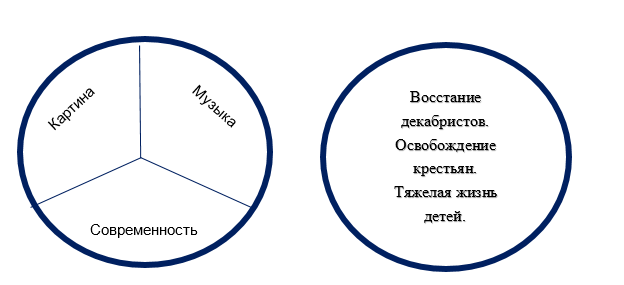 Картина
Музыка
Современность
Восстание
декабристов.
Освобождение
крестьян.
Тяжелая жизнь
детей.